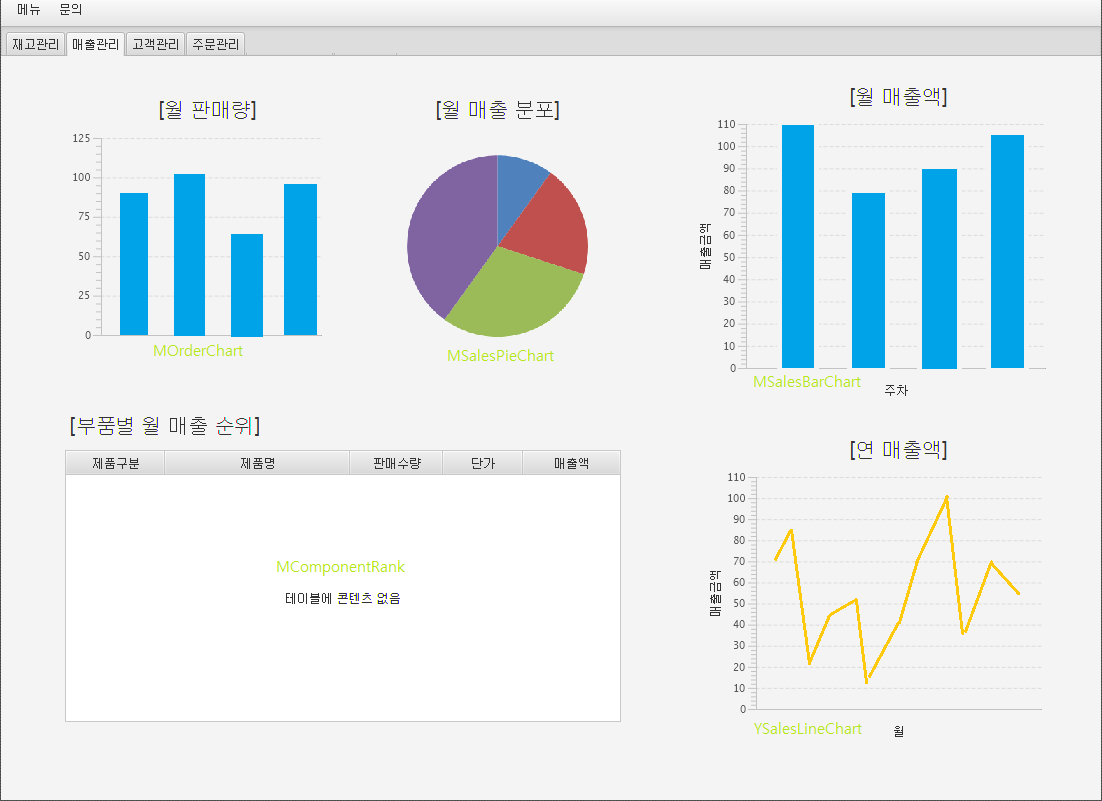 메뉴 문의
재고관리 매출관리 고객관리 주문관리
[월 판매량]
125
100
75
50
25
0
MOrderChart
[월 매출 분포]
MSalesPieChart
[월 매출액]
매출금액
110
100
90
80
70
60
50
40
30
20
10
0
MSalesBarChart
주차
[부품별 월 매출 순위]
제품구분 제품명 판매수량 단가 매출액
MComponentRank
테이블에 콘텐츠 없음
[연 매출액]
매출금액
110
100
90
80
70
60
50
40
30
20
10
0
YSalesLineChart
월